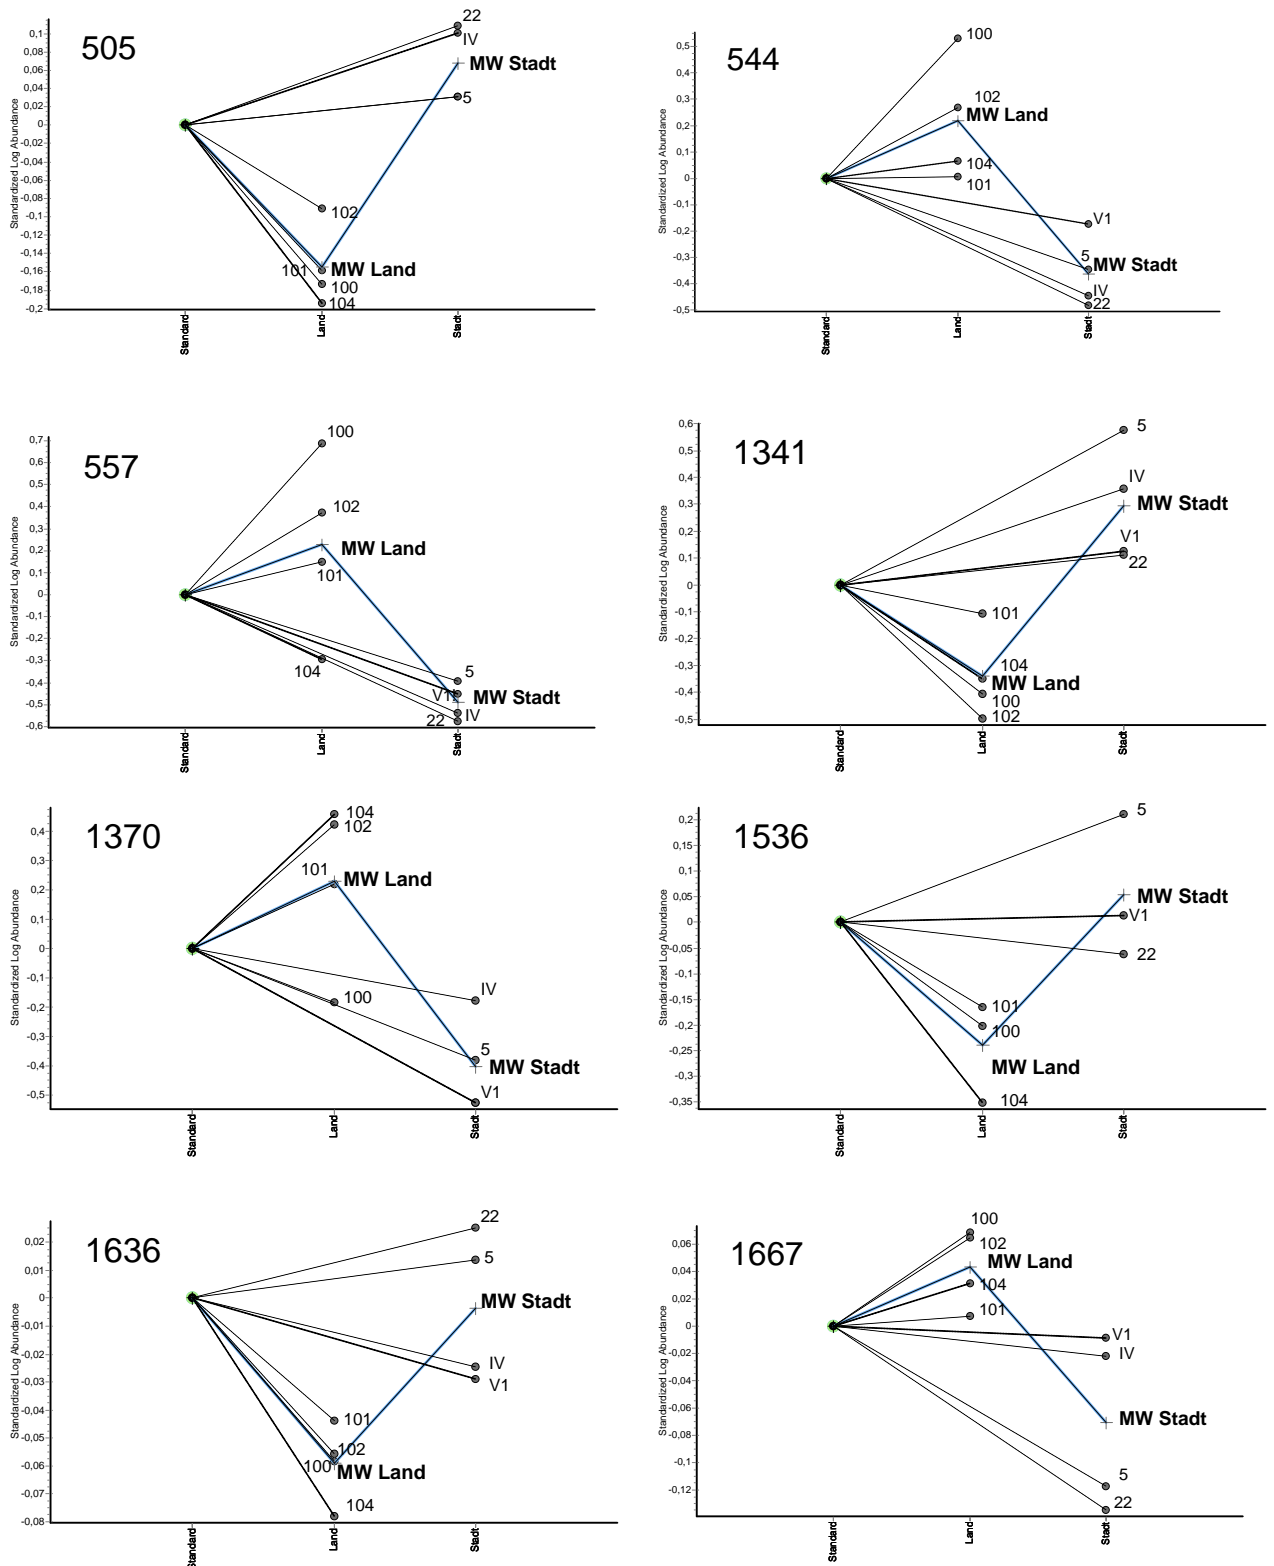 505
Standardized Log Abundance
0,1
0,08
0,06
0,04
0,02
0
-0,02
-0,04
-0,06
-0,08
-0,1
-0,12
-0,14
-0,16
-0,18
-0,2
22
IV
MW Stadt
5
102
101
MW Land
100
104
Standard
Land
Stadt
544
Standardized Log Abundance
0,5
0,4
0,3
0,2
0,1
0
-0,1
-0,2
-0,3
-0,4
-0,5
100
102
MW Land
104
101
V1
5
MW Stadt
IV
22
Standard
Land
Stadt
557
Standardized Log Abundance
0,7
0,6
0,5
0,4
0,3
0,2
0,1
0
-0,1
-0,2
-0,3
-0,4
-0,5
-0,6
100
102
MW Land
101
104
5
V1
MW Stadt
IV
22
Standard
Land
Stadt
1341
Standardized Log Abundance
0,6
0,5
0,4
0,3
0,2
0,1
0
-0,1
-0,2
-0,3
-0,4
-0,5
5
IV
MW Stadt
V1
22
101
104
MW Land
100
102
Standard
Land
Stadt
1370
Standardized Log Abundance
0,4
0,3
0,2
0,1
0
-0,1
-0,2
-0,3
-0,4
-0,5
104
102
101
MW Land
IV
100
5
MW Stadt
V1
Standard
Land
Stadt
1536
Standardized Log Abundance
0,2
0,15
0,1
0,05
0
-0,05
-0,1
-0,15
-0,2
-0,25
-0,3
-0,35
5
MW Stadt
V1
22
101
100
MW Land
104
Standard
Land
Stadt
1636
Standardized Log Abundance
0,02
0,01
0
-0,01
-0,02
-0,03
-0,04
-0,05
-0,06
-0,07
-0,08
22
5
MW Stadt
IV
V1
101
102
100
MW Land
104
Standard
Land
Stadt
1667
Standardized Log Abundance
0,06
0,04
0,02
0
-0,02
-0,04
-0,06
-0,08
-0,1
-0,12
100
102
MW Land
104
101
V1
IV
MW Stadt
5
22
Standard
Land
Stadt